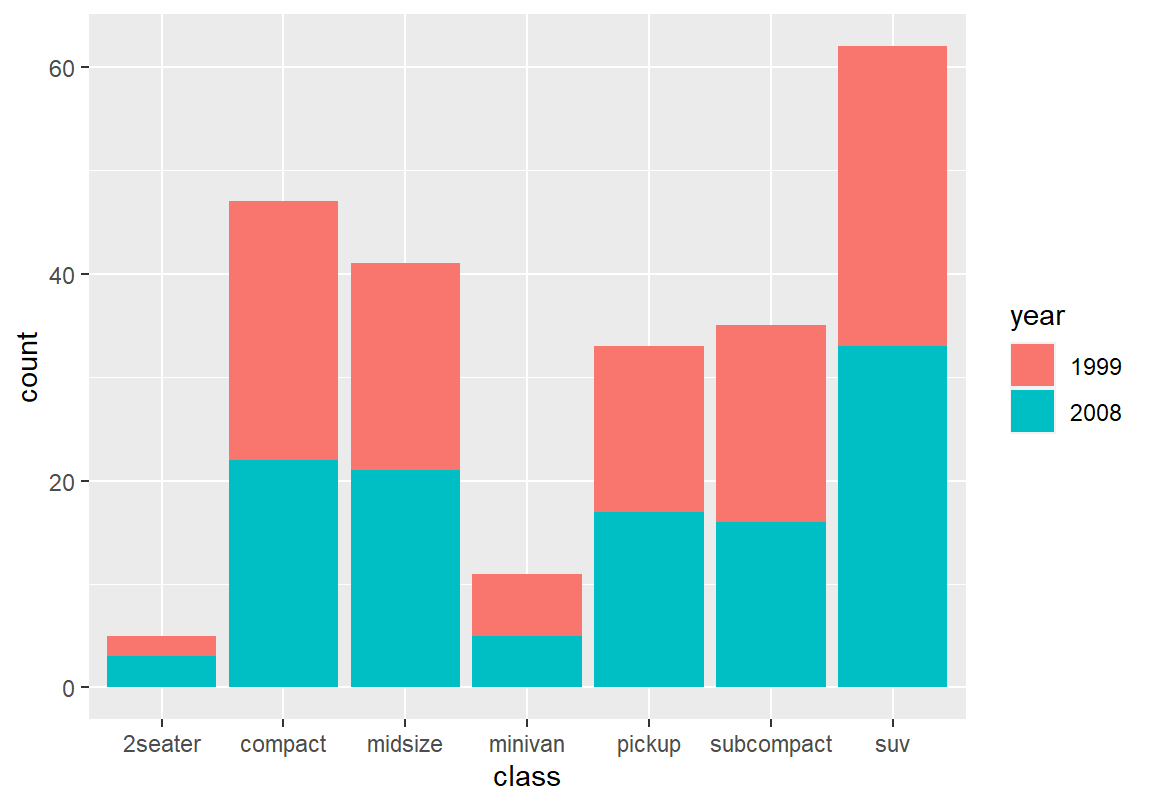 60
40
20
0
count
2seater compact midsize minivan pickup subcompact suv
class
year
1999
2008